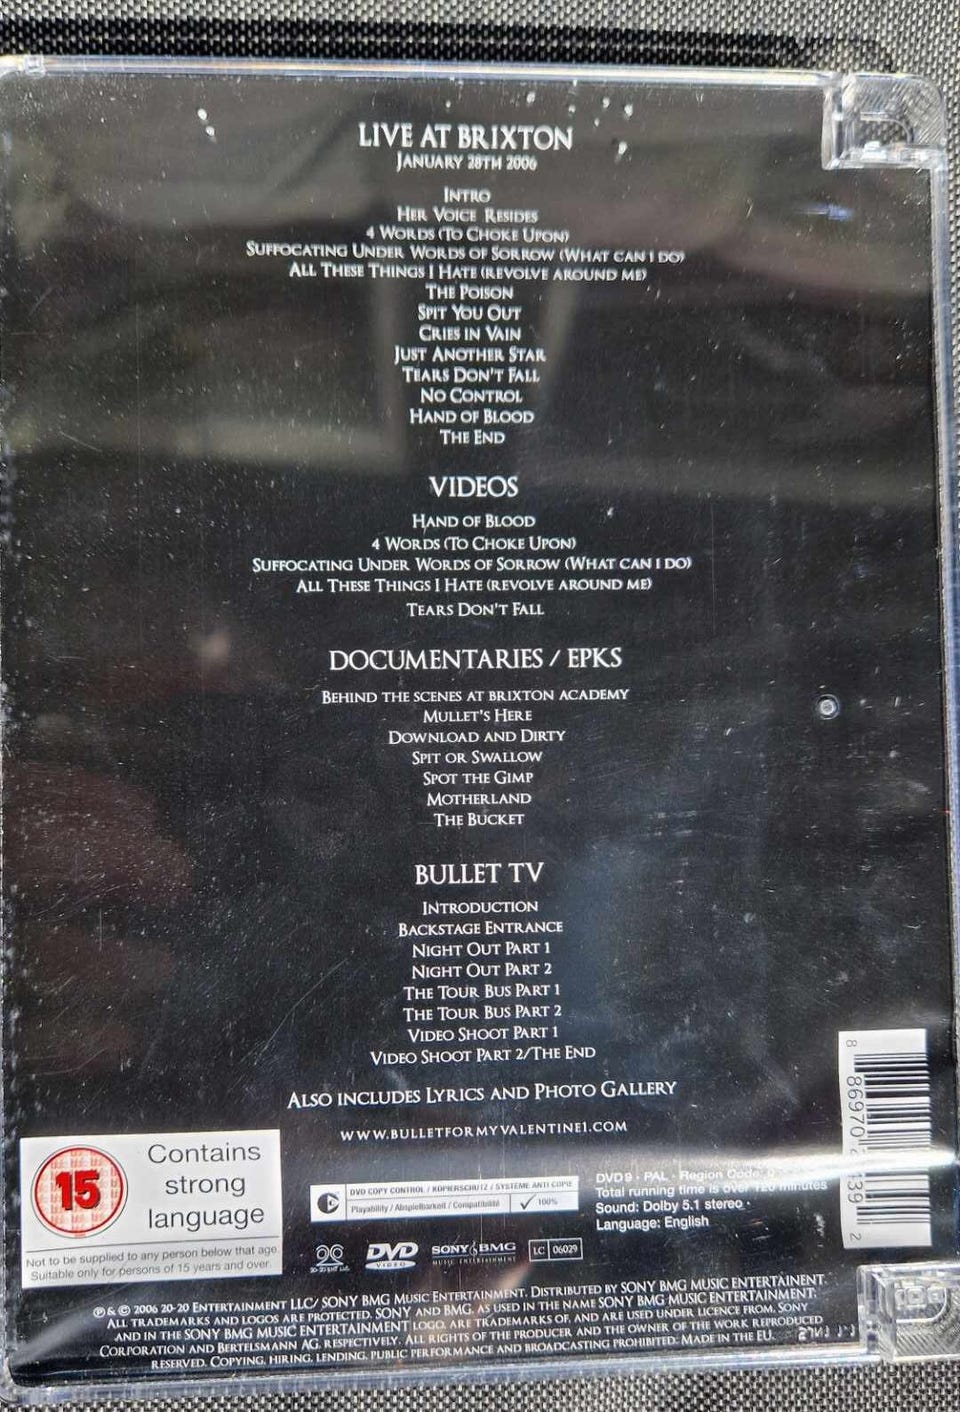 LIVE AT BRIXTON
JANUARY 28TH 2006
INTRO
HER VOICE RESIDES
4 WORDS (TO CHOKE UPON)
SUFFOCATING UNDER WORDS OF SORROW (WHAT CAN I DO)
ALL THESE THINGS I HATE (REVOLVE AROUND ME)
THE POISON
SPIT YOU OUT
CRIES IN VAIN
JUST ANOTHER STAR
TEARS DON'T FALL
NO CONTROL
HAND OF BLOOD
THE END
VIDEOS
HAND OF BLOOD
4 WORDS (TO CHOKE UPON)
SUFFOCATING UNDER WORDS OF SORROW (WHAT CAN I DO)
ALL THESE THINGS I HATE (REVOLVE AROUND ME)
TEARS DON'T FALL
DOCUMENTARIES / EPKS
BEHIND THE SCENES AT BRIXTON ACADEMY
MULLET'S HERE
DOWNLOAD AND DIRTY
SPIT OR SWALLOW
SPOT THE GIMP
MOTHERLAND
THE BUCKET
BULLET TV
INTRODUCTION
BACKSTAGE ENTRANCE
NIGHT OUT PART 1
NIGHT OUT PART 2
THE TOUR BUS PART 1
THE TOUR BUS PART 2
VIDEO SHOOT PART 1
VIDEO SHOOT PART 2/THE END
ALSO INCLUDES LYRICS AND PHOTO GALLERY
WWW.BULLETFORMYVALENTINE1.COM
15
Contains
strong
language
Not to be supplied to any person below that age.
Suitable only for persons of 15 years and over.
DVD COPY CONTROL / KOPIERSCHUTZ / SYSTÈME ANTI COPIE
Playability / Abspielbarkeit / Compatibilité 100%
DVD9 · PAL · Region Code:
Total running time is over 120 minutes
Sound: Dolby 5.1 stereo ·
Language: English
20-20 ENT LLC.
DVD
VIDEO
SONY BMG
MUSIC ENTERTAINMENT
LC 06029
8 86970 39 2
℗ & © 2006 20-20 ENTERTAINMENT LLC/ SONY BMG MUSIC ENTERTAINMENT. DISTRIBUTED BY SONY BMG MUSIC ENTERTAINENT.
ALL TRADEMARKS AND LOGOS ARE PROTECTED. SONY AND BMG, AS USED IN THE NAME SONY BMG MUSIC ENTERTAINMENT,
AND IN THE SONY BMG MUSIC ENTERTAINMENT LOGO, ARE TRADEMARKS OF, AND ARE USED UNDER LICENCE FROM, SONY
CORPORATION AND BERTELSMANN AG, RESPECTIVELY. ALL RIGHTS OF THE PRODUCER AND THE OWNER OF THE WORK REPRODUCED
RESERVED. COPYING, HIRING, LENDING, PUBLIC PERFORMANCE AND BROADCASTING PROHIBITED. MADE IN THE EU.